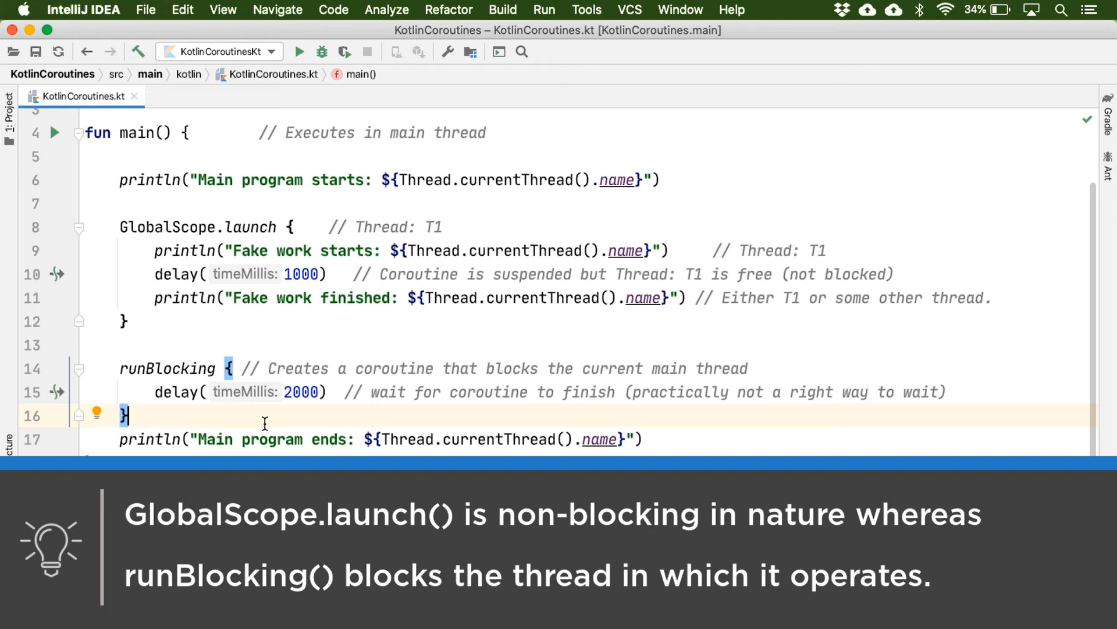 IntelliJ IDEA File Edit View Navigate Code Analyze Refactor Build Run Tools VCS Window Help 34%
KotlinCoroutines – KotlinCoroutines.kt [KotlinCoroutines.main]
KotlinCoroutinesKt
KotlinCoroutines src main kotlin KotlinCoroutines.kt main()
KotlinCoroutines.kt
1: Project
Gradle
Ant
3
4 fun main() { // Executes in main thread
5
6 println("Main program starts: ${Thread.currentThread().name}")
7
8 GlobalScope.launch { // Thread: T1
9 println("Fake work starts: ${Thread.currentThread().name}") // Thread: T1
10 delay( timeMillis: 1000) // Coroutine is suspended but Thread: T1 is free (not blocked)
11 println("Fake work finished: ${Thread.currentThread().name}") // Either T1 or some other thread.
12 }
13
14 runBlocking { // Creates a coroutine that blocks the current main thread
15 delay( timeMillis: 2000) // wait for coroutine to finish (practically not a right way to wait)
16 }
17 println("Main program ends: ${Thread.currentThread().name}")
cture
GlobalScope.launch() is non-blocking in nature whereas
runBlocking() blocks the thread in which it operates.